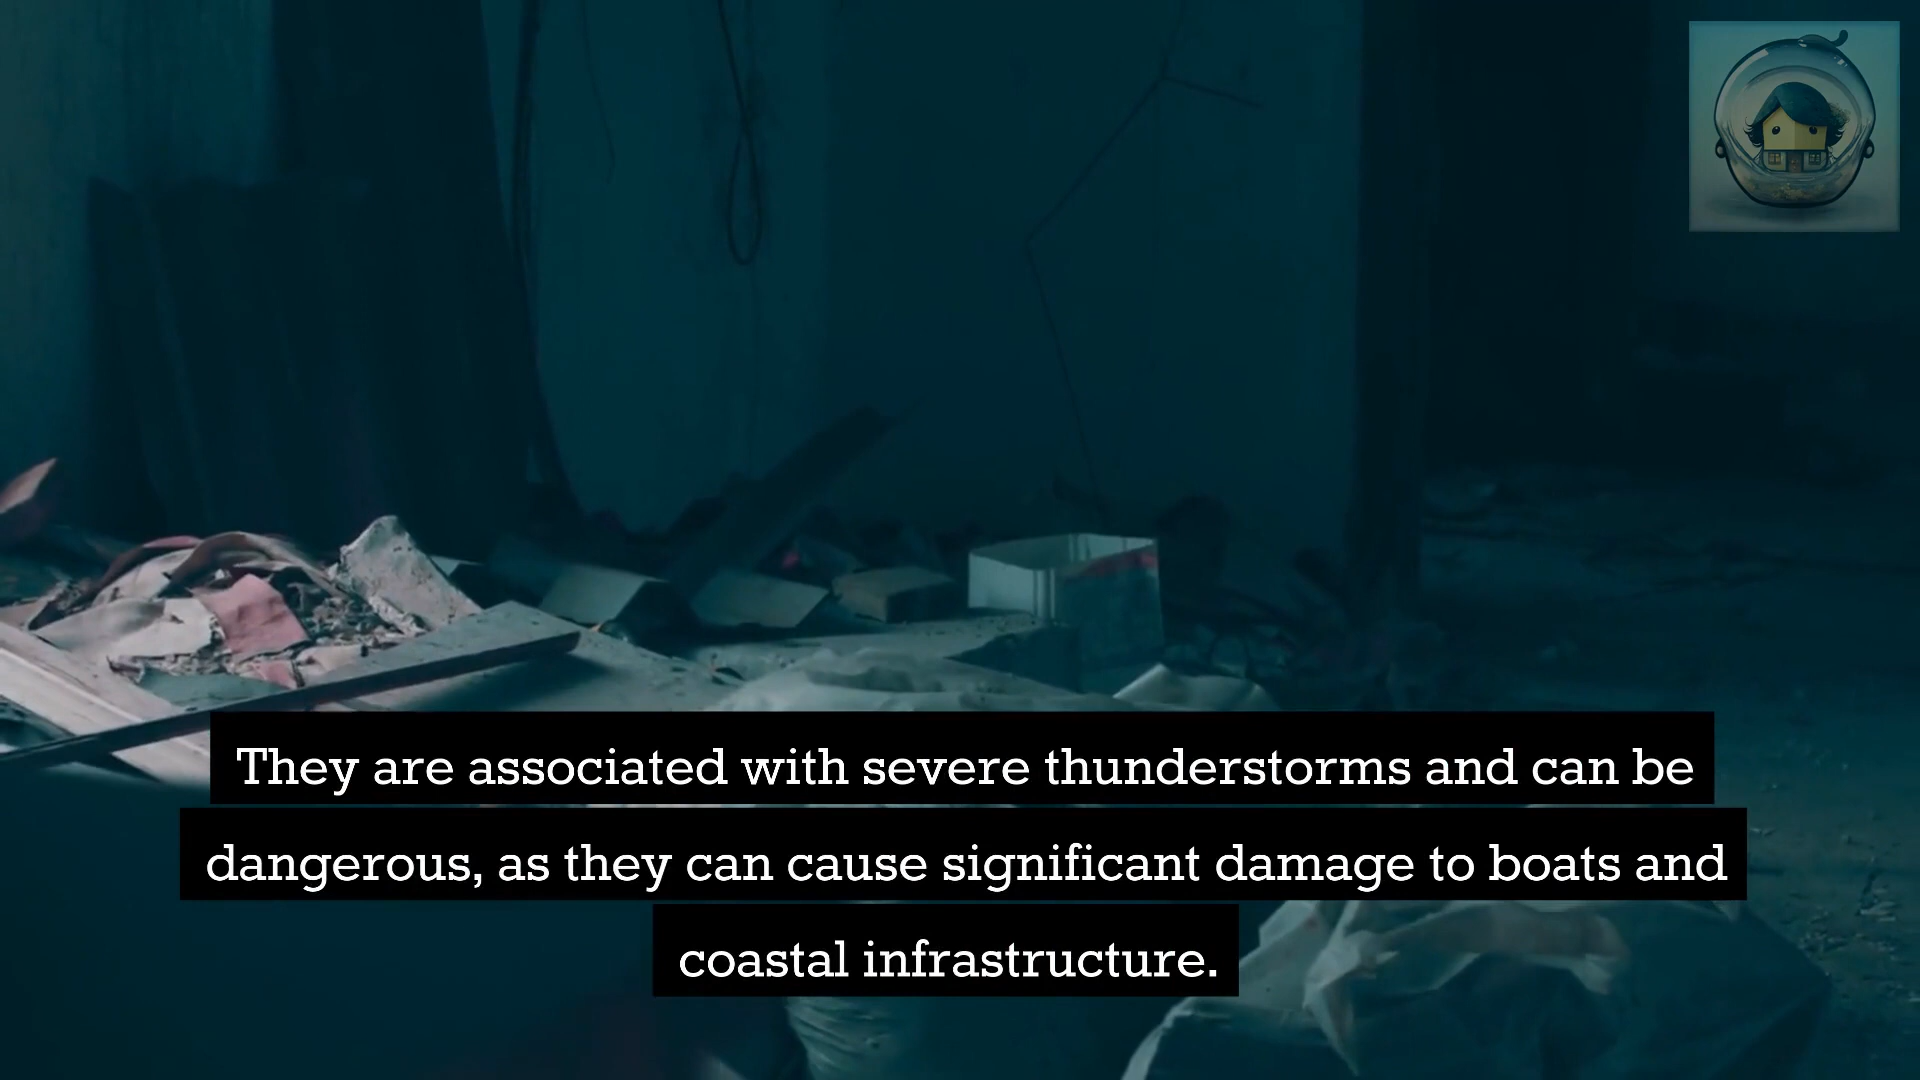 They are associated with severe thunderstorms and can be
dangerous, as they can cause significant damage to boats and
coastal infrastructure.